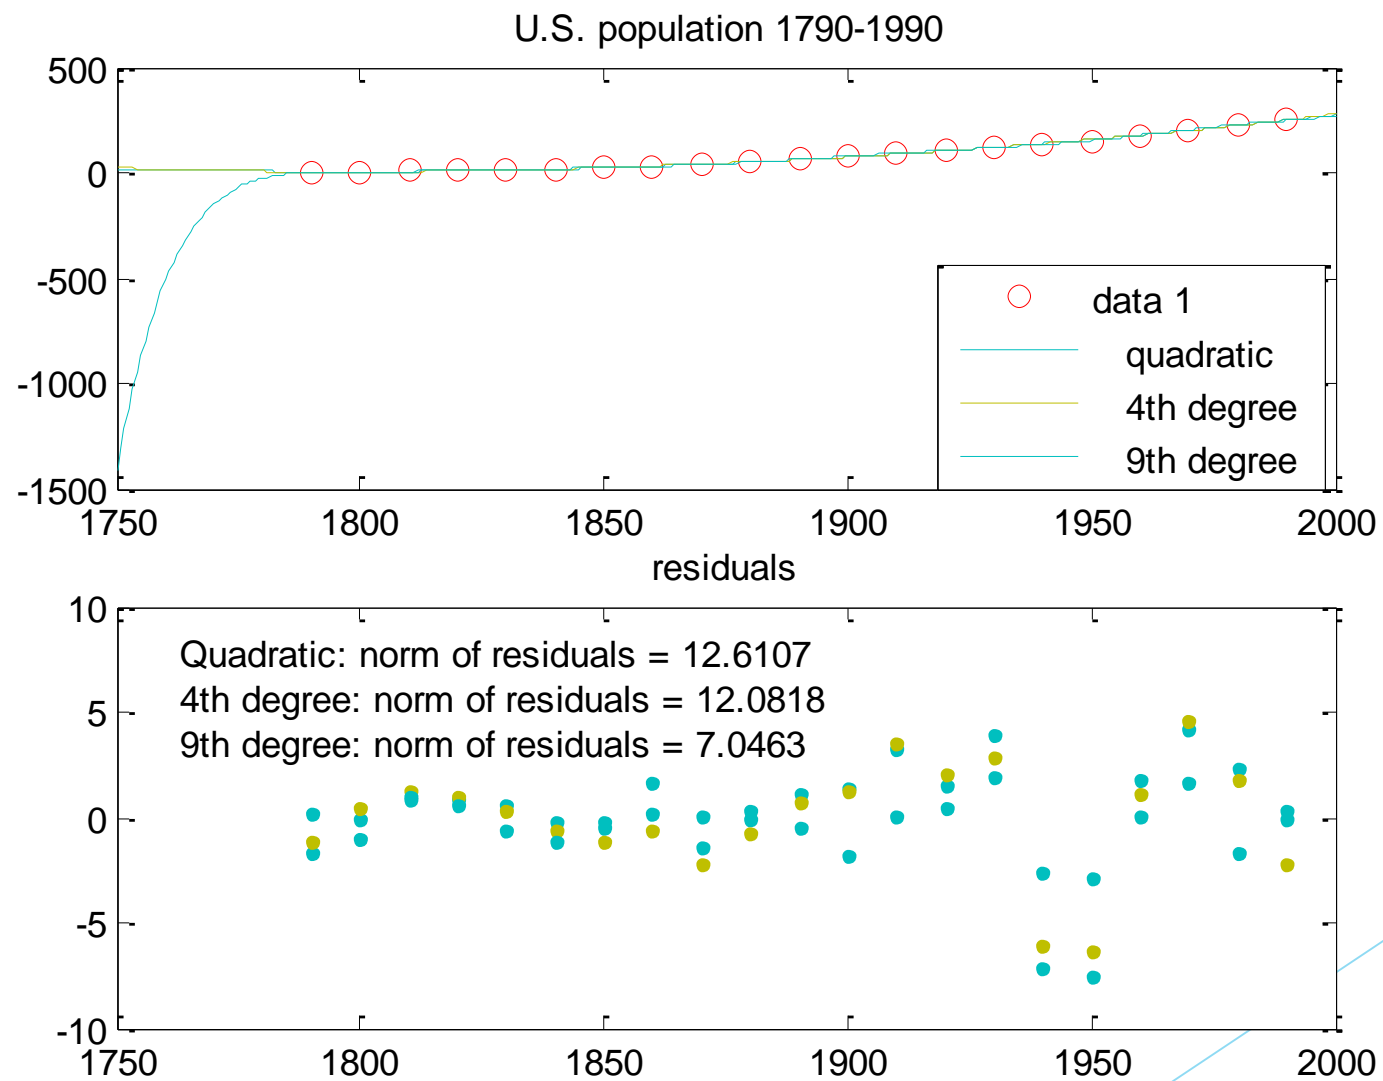 U.S. population 1790-1990
500
0
-500
-1000
-1500
1750 1800 1850 1900 1950 2000
data 1
quadratic
4th degree
9th degree
residuals
10
5
0
-5
-10
Quadratic: norm of residuals = 12.6107
4th degree: norm of residuals = 12.0818
9th degree: norm of residuals = 7.0463
1750 1800 1850 1900 1950 2000